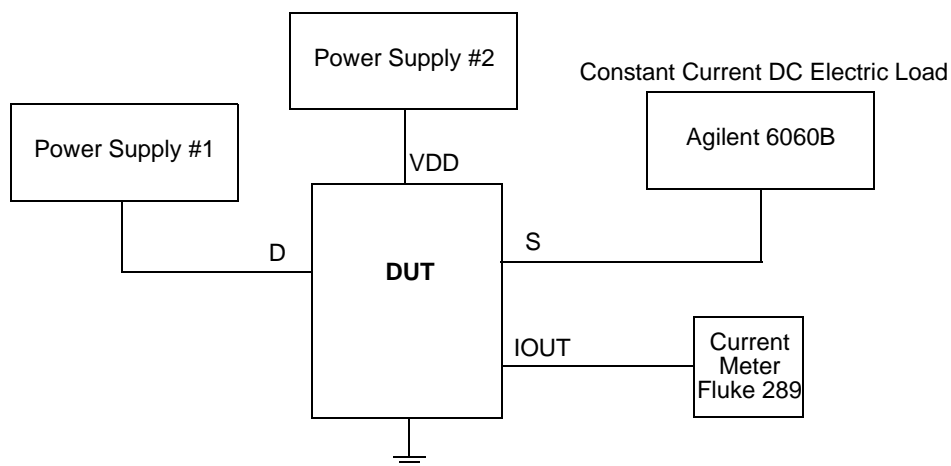 Power Supply #2
Constant Current DC Electric Load
Power Supply #1
Agilent 6060B
VDD
D
S
DUT
IOUT
Current
Meter
Fluke 289